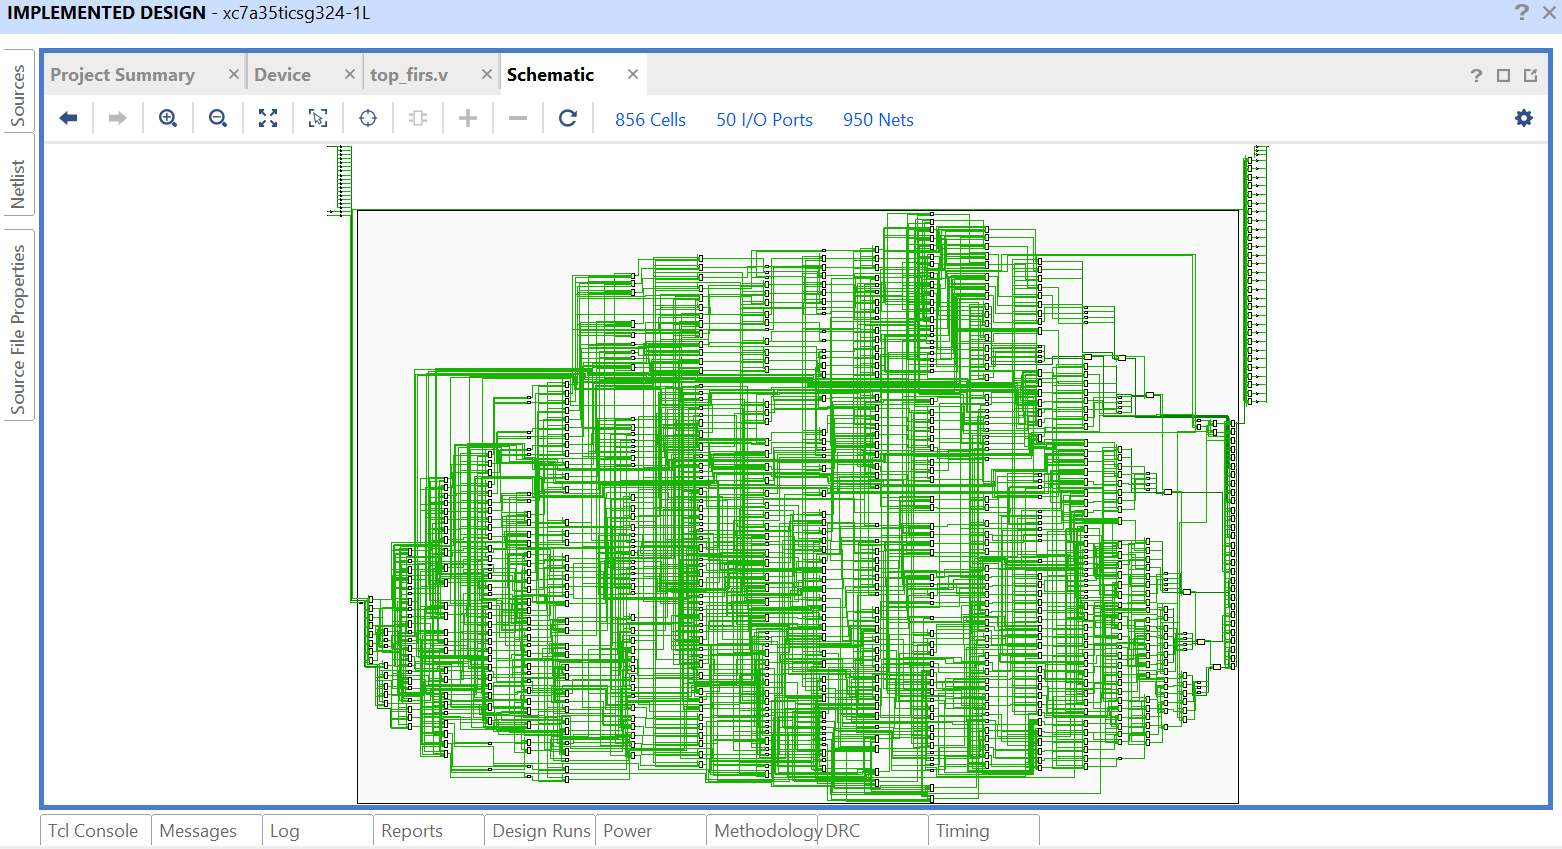 IMPLEMENTED DESIGN - xc7a35ticsg324-1L
Sources
Netlist
Source File Properties
Project Summary
Device
top_firs.v
Schematic
856 Cells
50 I/O Ports
950 Nets
Tcl Console
Messages
Log
Reports
Design Runs
Power
Methodology
DRC
Timing